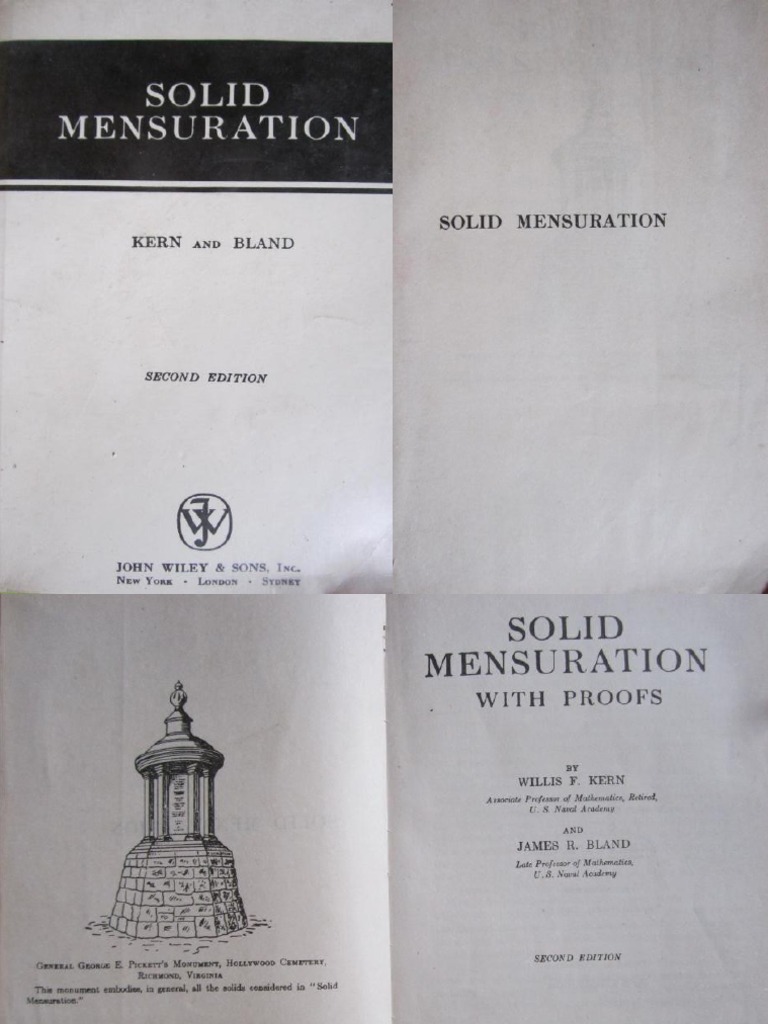 SOLID
MENSURATION
KERN AND BLAND
SECOND EDITION
JW
JOHN WILEY & SONS, INC.
NEW YORK · LONDON · SYDNEY
SOLID MENSURATION
GENERAL GEORGE E. PICKETT'S MONUMENT, HOLLYWOOD CEMETERY,
RICHMOND, VIRGINIA
This monument embodies, in general, all the solids considered in "Solid
Mensuration."
SOLID
MENSURATION
WITH PROOFS
BY
WILLIS F. KERN
Associate Professor of Mathematics, Retired,
U. S. Naval Academy
AND
JAMES R. BLAND
Late Professor of Mathematics,
U. S. Naval Academy
SECOND EDITION